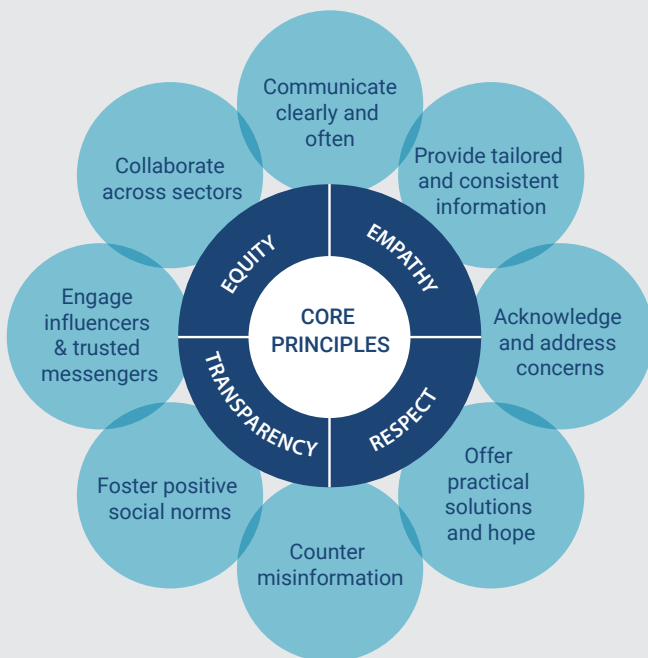 Communicate
clearly and
often
Provide tailored
and consistent
information
Acknowledge
and address
concerns
Offer
practical
solutions
and hope
Counter
misinformation
Foster positive
social norms
Engage
influencers
& trusted
messengers
Collaborate
across sectors
EQUITY
EMPATHY
RESPECT
TRANSPARENCY
CORE
PRINCIPLES